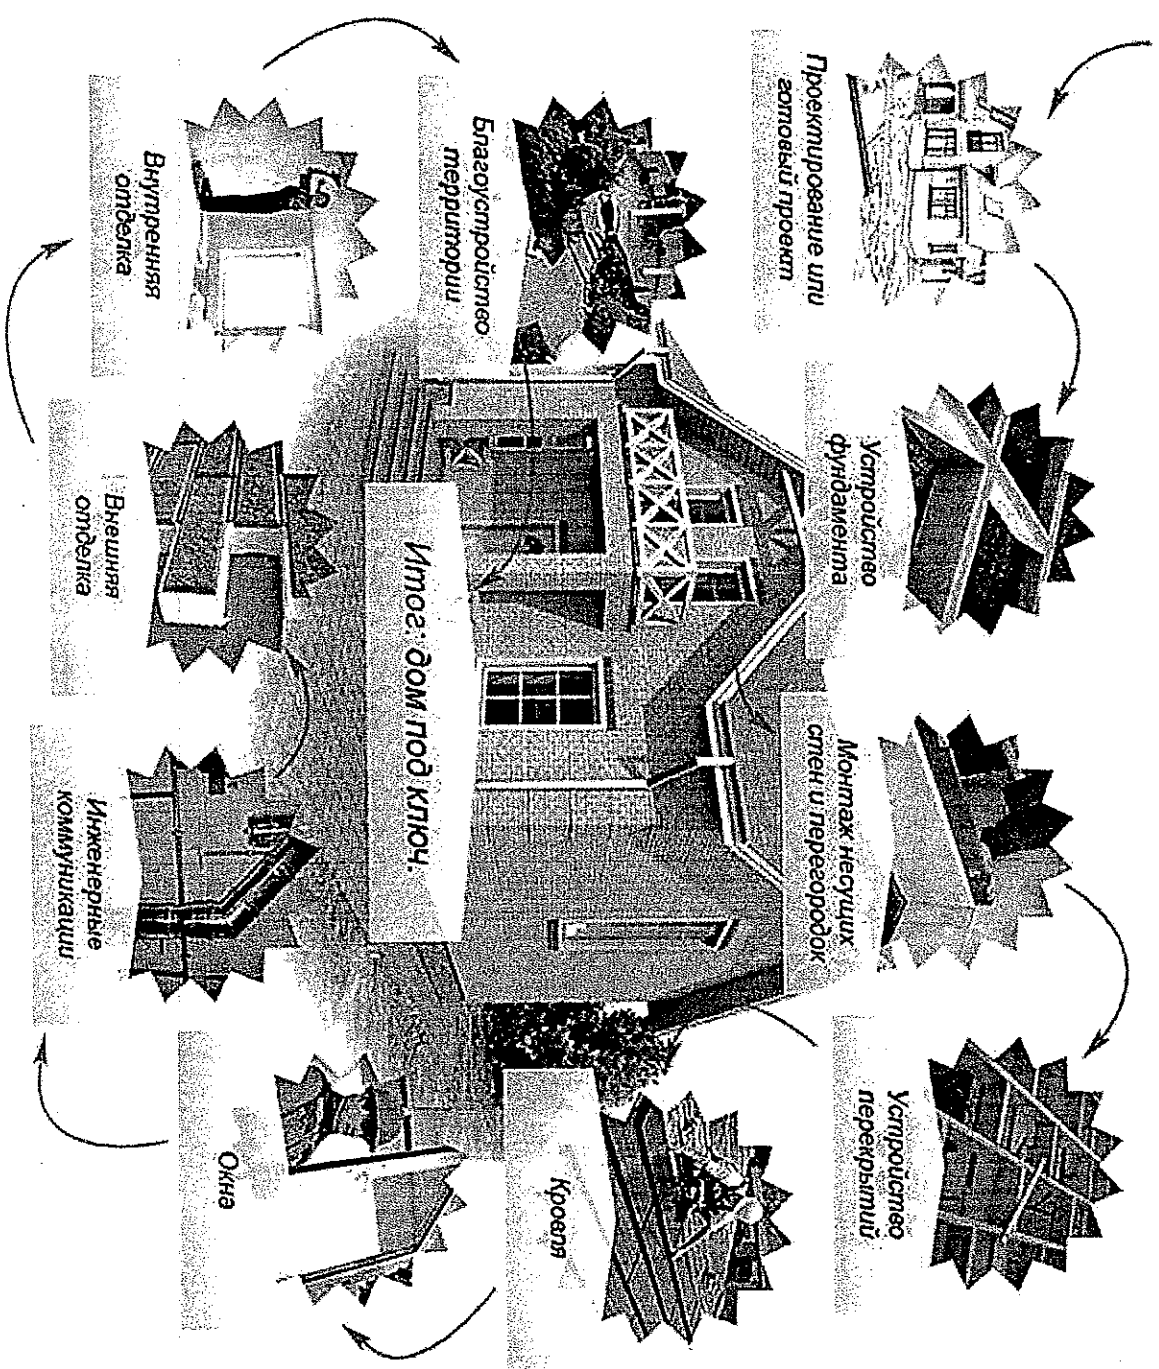 Проектирование или
готовый проект
Устройство
фундамента
Монтаж несущих
стен и перегородок
Устройство
перекрытий
Кровля
Окна
Инженерные
коммуникации
Внешняя
отделка
Внутренняя
отделка
Благоустройство
территории
Итог: дом под ключ.